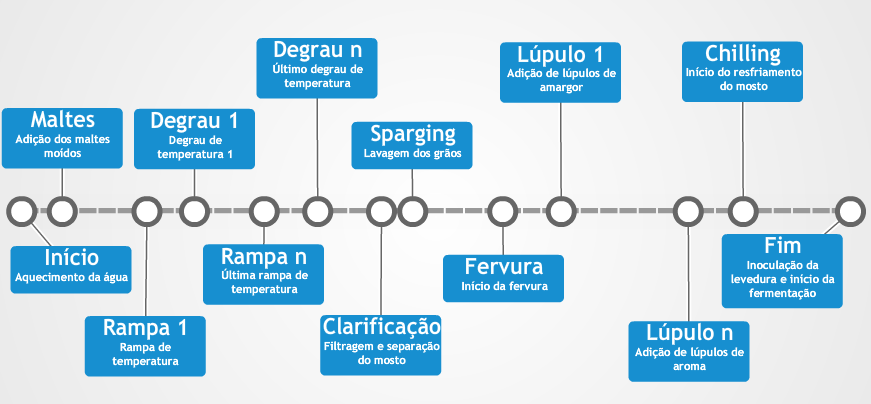 Início
Aquecimento da água
Maltes
Adição dos maltes
moídos
Rampa 1
Rampa de
temperatura
Degrau 1
Degrau de
temperatura 1
Rampa n
Última rampa de
temperatura
Degrau n
Último degrau de
temperatura
Clarificação
Filtragem e separação
do mosto
Sparging
Lavagem dos grãos
Fervura
Início da fervura
Lúpulo 1
Adição de lúpulos de
amargor
Lúpulo n
Adição de lúpulos de
aroma
Chilling
Início do resfriamento
do mosto
Fim
Inoculação da
levedura e início da
fermentação